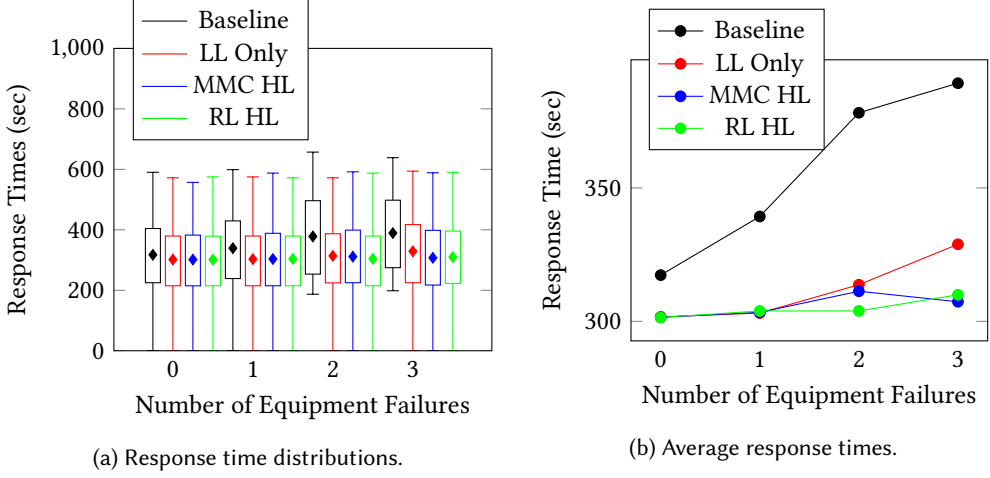 Baseline
LL Only
MMC HL
RL HL
1,000
800
600
400
200
0
Response Times (sec)
0 1 2 3
Number of Equipment Failures
(a) Response time distributions.
Baseline
LL Only
MMC HL
RL HL
350
300
Response Time (sec)
0 1 2 3
Number of Equipment Failures
(b) Average response times.